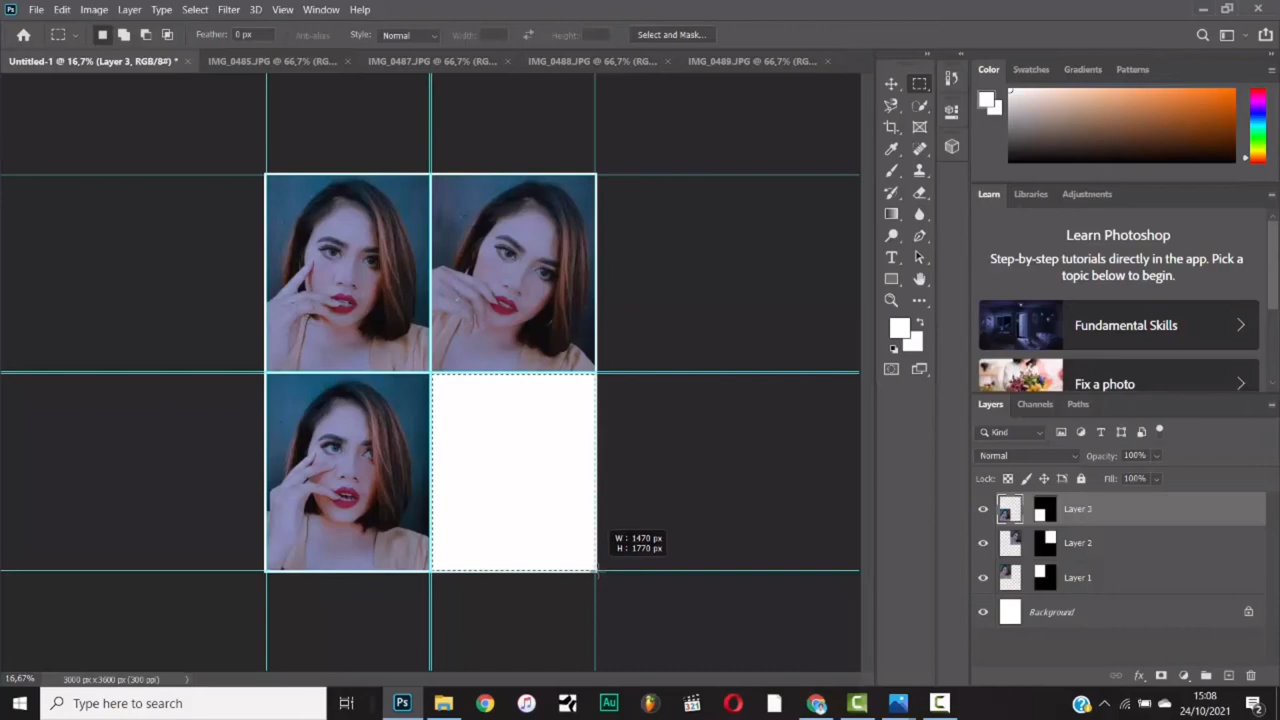 Ps File Edit Image Layer Type Select Filter 3D View Window Help
Feather: 0 px Anti-alias Style: Normal Width: Height: Select and Mask...
Untitled-1 @ 16,7% (Layer 3, RGB/8#) * × IMG_0485.JPG @ 66,7% (RG... × IMG_0487.JPG @ 66,7% (RG... × IMG_0488.JPG @ 66,7% (RG... × IMG_0489.JPG @ 66,7% (RG... ×
Color Swatches Gradients Patterns
Learn Libraries Adjustments
Learn Photoshop
Step-by-step tutorials directly in the app. Pick a
topic below to begin.
Fundamental Skills
Fix a photo
Layers Channels Paths
Kind
Normal Opacity: 100%
Lock: Fill: 100%
Layer 3
Layer 2
Layer 1
Background
W: 1470 px
H: 1770 px
16,67% 3000 px x 3600 px (300 ppi)
Type here to search
Ps
Au
321
15:08
24/10/2021
2